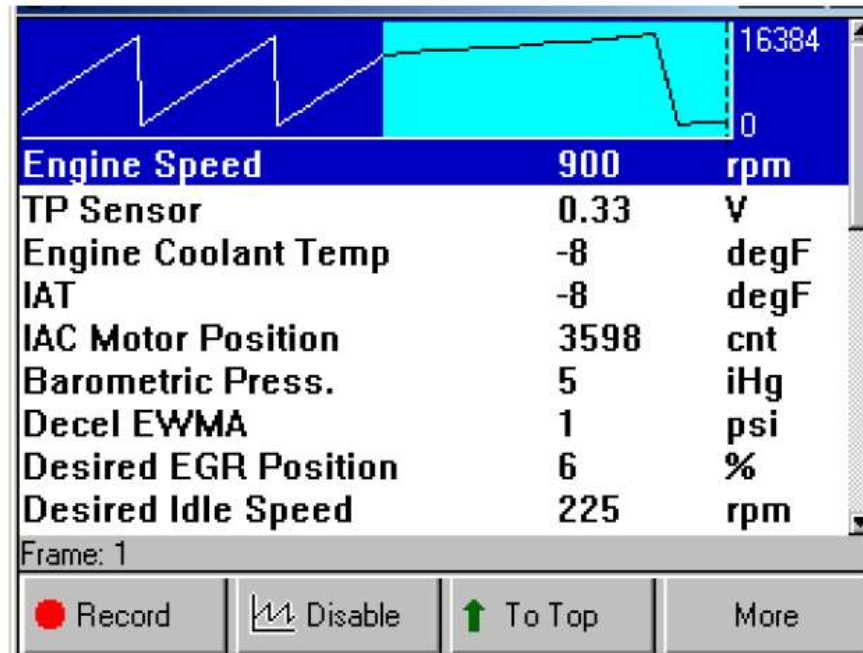 16384
0
Engine Speed 900 rpm
TP Sensor 0.33 V
Engine Coolant Temp -8 degF
IAT -8 degF
IAC Motor Position 3598 cnt
Barometric Press. 5 iHg
Decel EWMA 1 psi
Desired EGR Position 6 %
Desired Idle Speed 225 rpm
Frame: 1
Record Disable To Top More